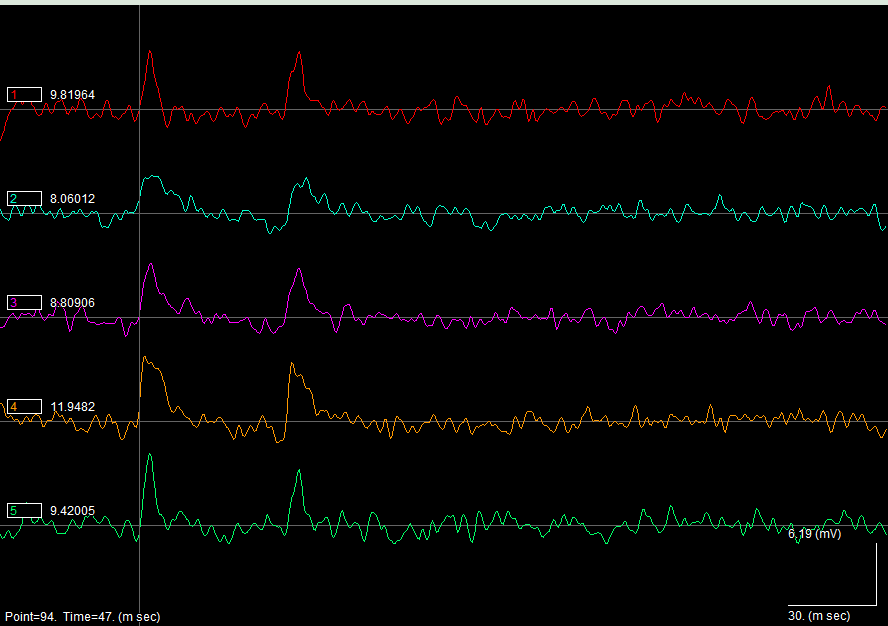 1 9.81964
2 8.06012
3 8.80906
4 11.9482
5 9.42005
6.19 (mV)
30. (m sec)
Point=94. Time=47. (m sec)